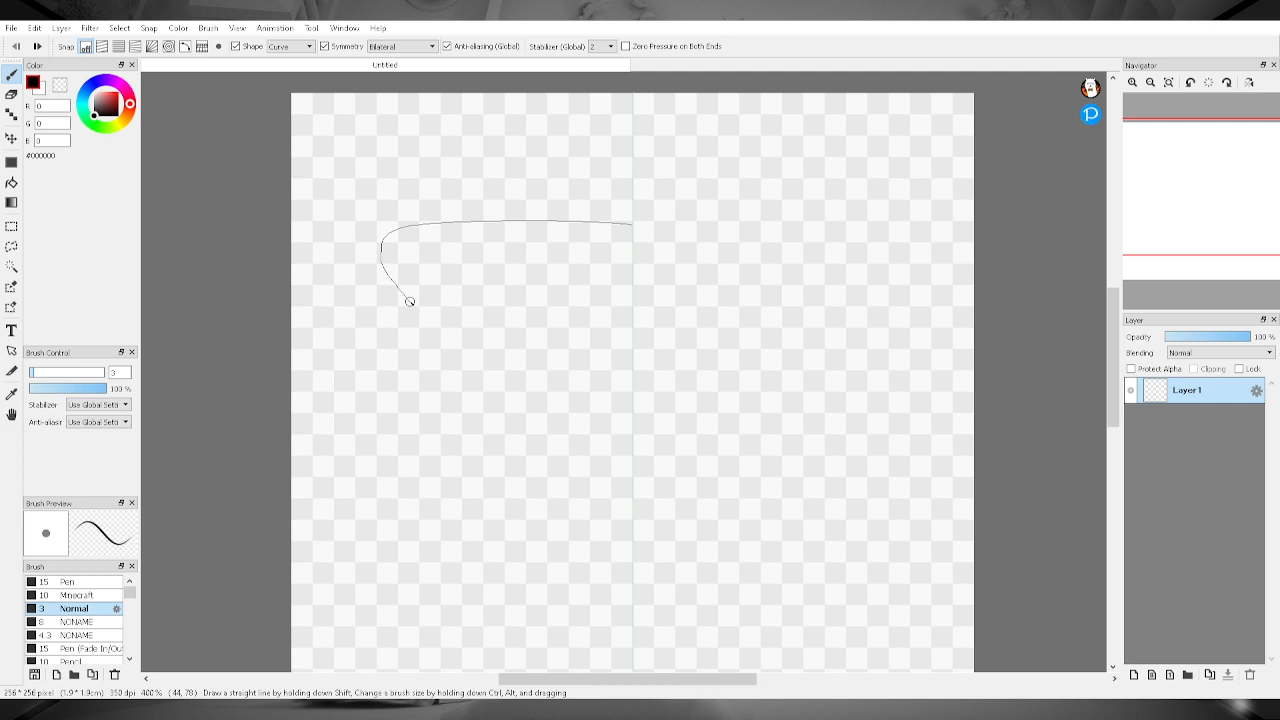 File Edit Layer Filter Select Snap Color Brush View Animation Tool Window Help
Snap Shape Curve Symmetry Bilateral Anti-aliasing (Global) Stabilizer (Global) 2 Zero Pressure on Both Ends
Color
Untitled
Navigator
R 0
G 0
B 0
#000000
Brush Control
3
100 %
Stabilizer Use Global Setti
Anti-aliasi Use Global Setti
Brush Preview
Brush
15 Pen
10 Minecraft
3 Normal
8 NONAME
4.3 NONAME
15 Pen (Fade In/Ou
10 Pencil
Layer
Opacity 100 %
Blending Normal
Protect Alpha Clipping Lock
Layer1
256 * 256 pixel (1.9 * 1.9cm) 350 dpi 400 % ( 44, 78) Draw a straight line by holding down Shift, Change a brush size by holding down Ctrl, Alt, and dragging